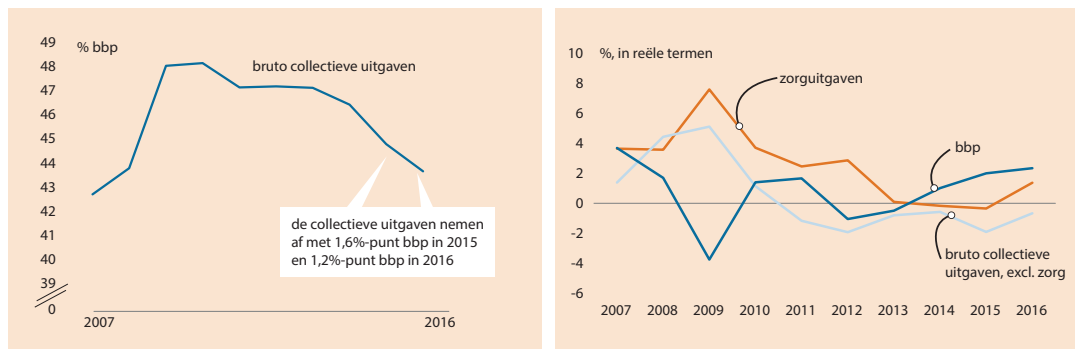 % bbp
49
48
47
46
45
44
43
42
41
40
39
0
bruto collectieve uitgaven
de collectieve uitgaven nemen
af met 1,6%-punt bbp in 2015
en 1,2%-punt bbp in 2016
2007
2016
%, in reële termen
10
8
6
4
2
0
-2
-4
-6
zorguitgaven
bbp
bruto collectieve
uitgaven, excl. zorg
2007 2008 2009 2010 2011 2012 2013 2014 2015 2016